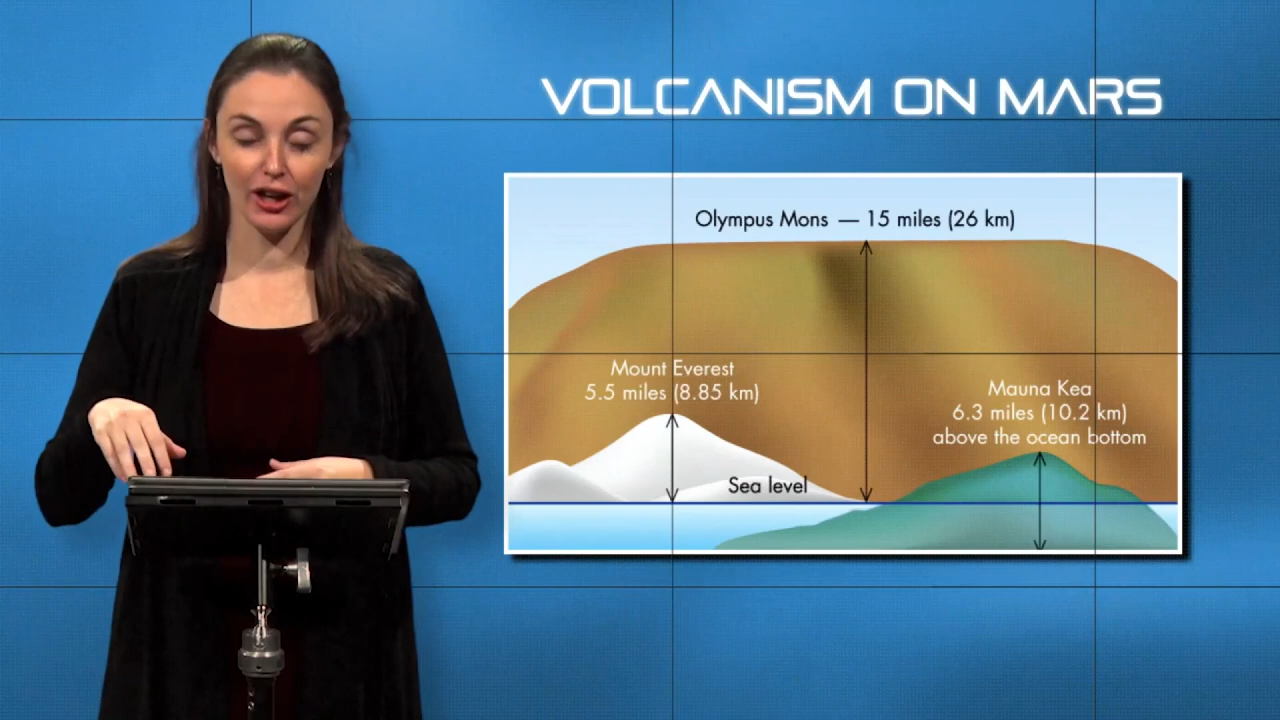 VOLCANISM ON MARS
Olympus Mons — 15 miles (26 km)
Mount Everest
5.5 miles (8.85 km)
Mauna Kea
6.3 miles (10.2 km)
above the ocean bottom
Sea level